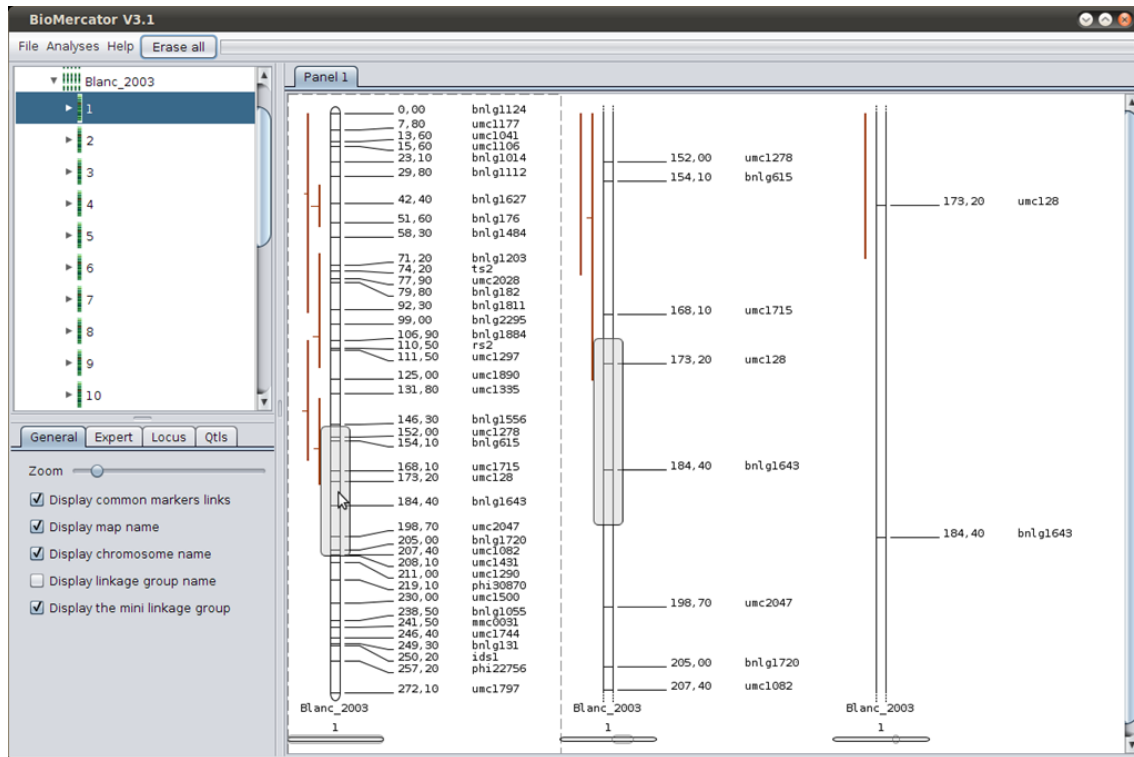 BioMercator V3.1
File Analyses Help Erase all
Blanc_2003
1
2
3
4
5
6
7
8
9
10
General Expert Locus Qtls
Zoom
Display common markers links
Display map name
Display chromosome name
Display linkage group name
Display the mini linkage group
Panel 1
0,00 bnlg1124
7,80 umc1177
13,60 umc1041
15,60 umc1106
23,10 bnlg1014
29,80 bnlg1112
42,40 bnlg1627
51,60 bnlg176
58,30 bnlg1484
71,20 bnlg1203
74,20 ts2
77,90 umc2028
79,80 bnlg182
92,30 bnlg1811
99,00 bnlg2295
106,90 bnlg1884
110,50 rs2
111,50 umc1297
125,00 umc1890
131,80 umc1335
146,30 bnlg1556
152,00 umc1278
154,10 bnlg615
168,10 umc1715
173,20 umc128
184,40 bnlg1643
198,70 umc2047
205,00 bnlg1720
207,40 umc1082
208,10 umc1431
211,00 umc1290
219,10 phi30870
230,00 umc1500
238,50 bnlg1055
241,50 mmc0031
246,40 umc1744
249,30 bnlg131
250,20 ids1
257,20 phi22756
272,10 umc1797
Blanc_2003
1
152,00 umc1278
154,10 bnlg615
168,10 umc1715
173,20 umc128
184,40 bnlg1643
198,70 umc2047
205,00 bnlg1720
207,40 umc1082
Blanc_2003
1
173,20 umc128
184,40 bnlg1643
Blanc_2003
1